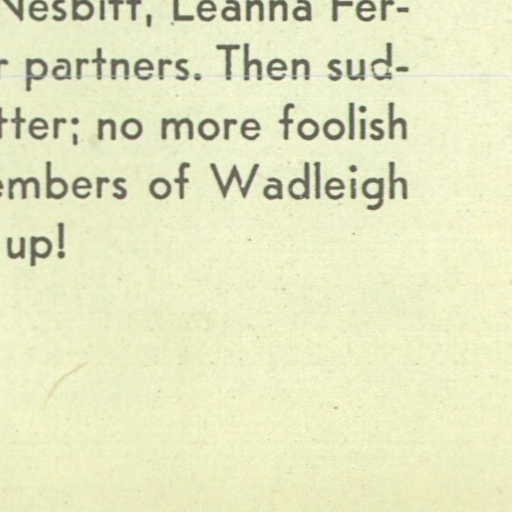 Nesbitt, Leanna Fer-
partners. Then sud-
tter; no more foolish
embers of Wadleigh
up!